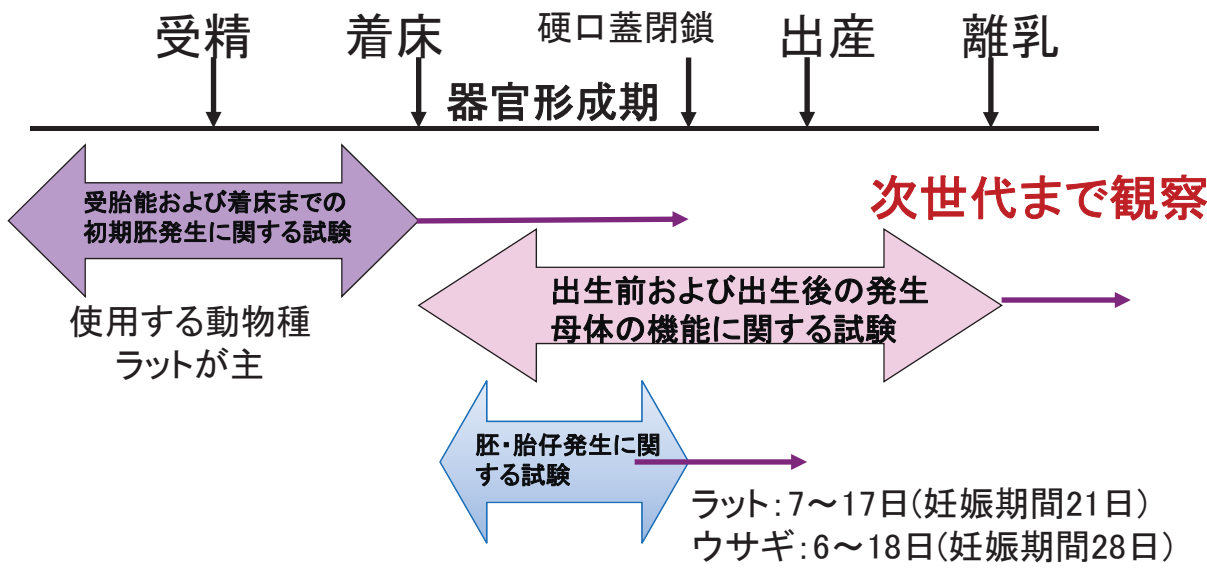 受精
着床
硬口蓋閉鎖
出産
離乳
器官形成期
受胎能および着床までの
初期胚発生に関する試験
次世代まで観察
出生前および出生後の発生
母体の機能に関する試験
使用する動物種
ラットが主
胚・胎仔発生に関
する試験
ラット：7～17日(妊娠期間21日)
ウサギ：6～18日(妊娠期間28日)